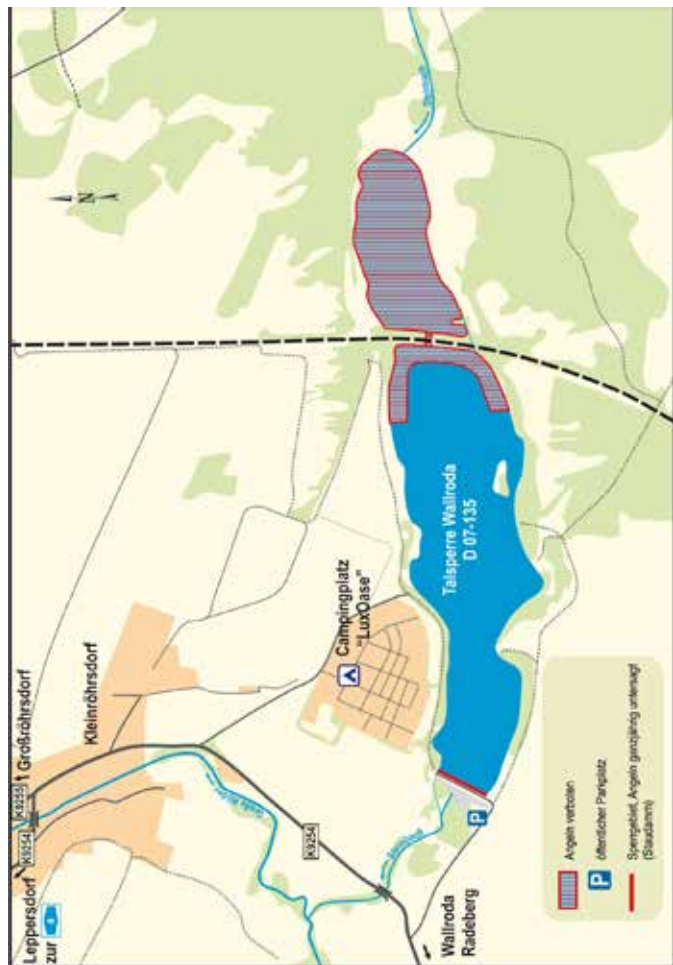 Leppersdorf
zur 4
K9254
K9255
Großröhrsdorf
Kleinröhrsdorf
N
Campingplatz
"LuxOase"
K9254
Wallroda
Radeberg
P
Talsperre Wallroda
D 07-135
Angeln verboten
P öffentlicher Parkplatz
Sperrgebiet, Angeln ganzjährig untersagt
(Staudamm)